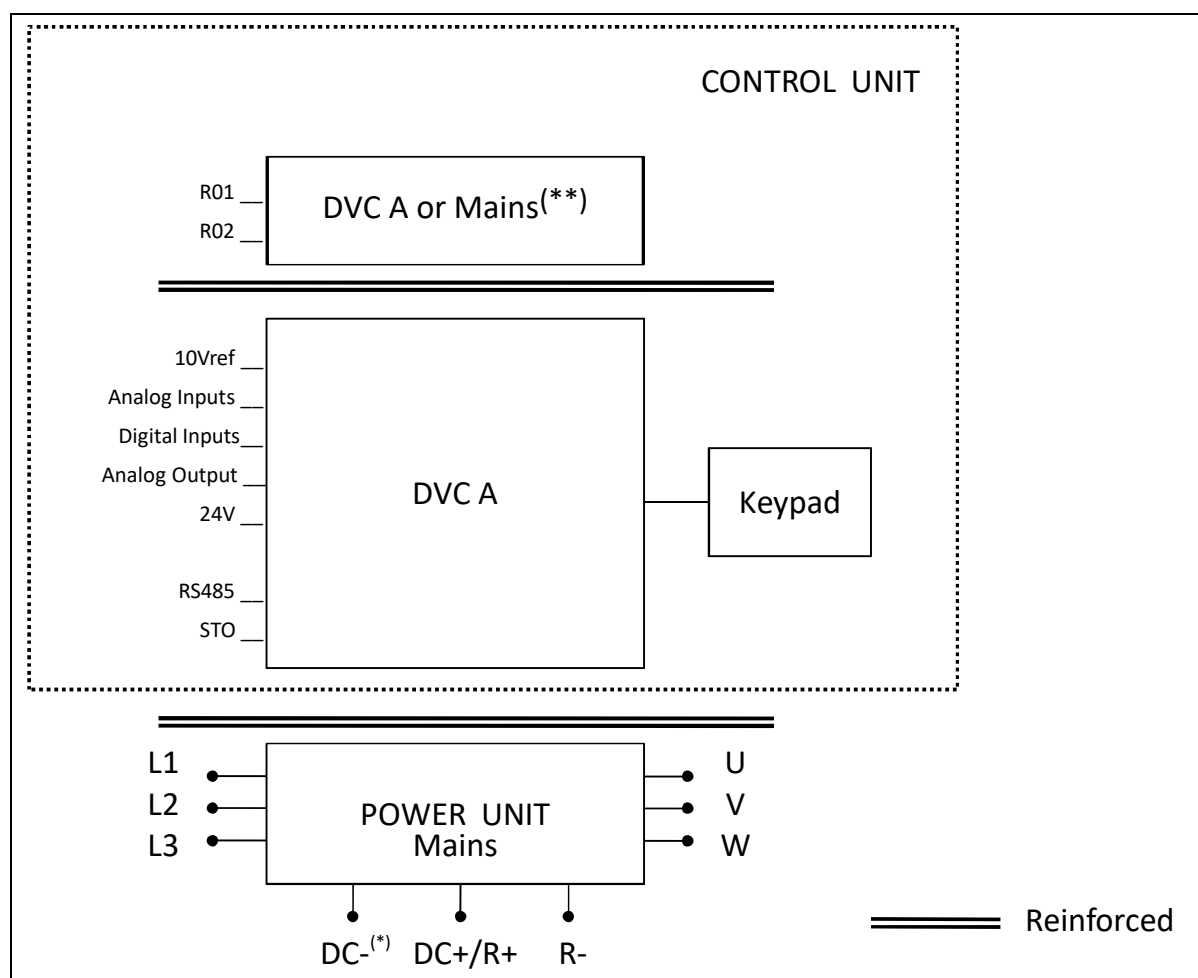 CONTROL UNIT
R01
R02
DVC A or Mains(**)
10Vref
Analog Inputs
Digital Inputs
Analog Output
24V
RS485
STO
DVC A
Keypad
L1
L2
L3
POWER UNIT
Mains
U
V
W
DC-(*)
DC+/R+
R-
Reinforced